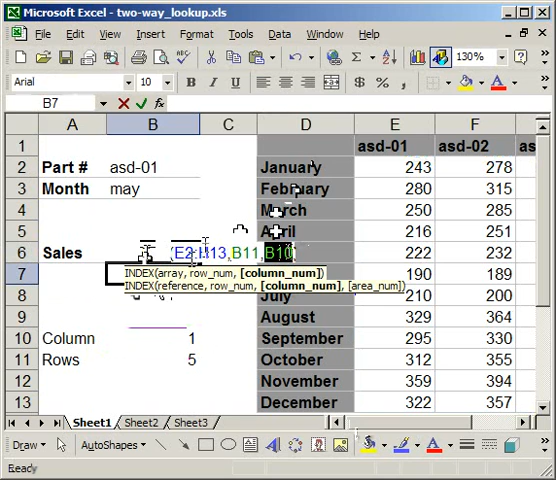 Microsoft Excel - two-way_lookup.xls
File Edit View Insert Format Tools Data Window Help
130%
Arial 10 B I U
B7
A B C D E F
1 asd-01 asd-02 as
2 Part # asd-01 January 243 278
3 Month may February 280 315
4 March 250 285
5 April 216 251
6 Sales (E2:H13,B11,B10) 222 232
7 190 189
INDEX(array, row_num, [column_num])
INDEX(reference, row_num, [column_num], [area_num])
8 July 210 200
9 August 329 364
10 Column 1 September 295 330
11 Rows 5 October 312 355
12 November 359 394
13 December 322 357
Sheet1 Sheet2 Sheet3
Draw AutoShapes
Ready